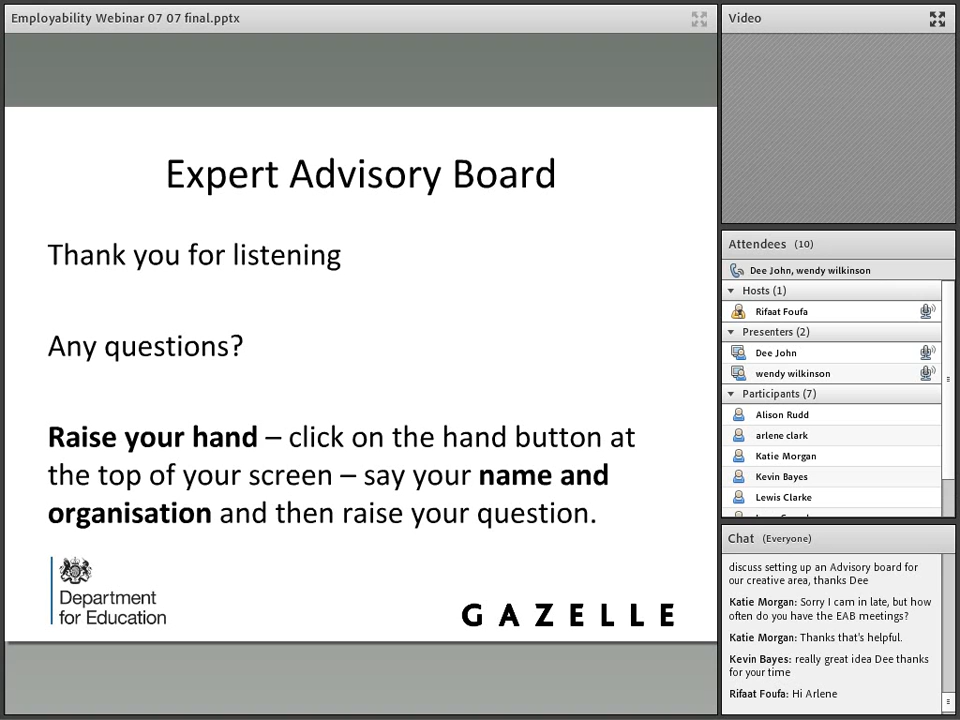 Employability Webinar 07 07 final.pptx
Expert Advisory Board
Thank you for listening
Any questions?
Raise your hand – click on the hand button at
the top of your screen – say your name and
organisation and then raise your question.
Department
for Education
GAZELLE
Video
Attendees (10)
Dee John, wendy wilkinson
Hosts (1)
Rifaat Foufa
Presenters (2)
Dee John
wendy wilkinson
Participants (7)
Alison Rudd
arlene clark
Katie Morgan
Kevin Bayes
Lewis Clarke
Chat (Everyone)
discuss setting up an Advisory board for
our creative area, thanks Dee
Katie Morgan: Sorry I cam in late, but how
often do you have the EAB meetings?
Katie Morgan: Thanks that's helpful.
Kevin Bayes: really great idea Dee thanks
for your time
Rifaat Foufa: Hi Arlene